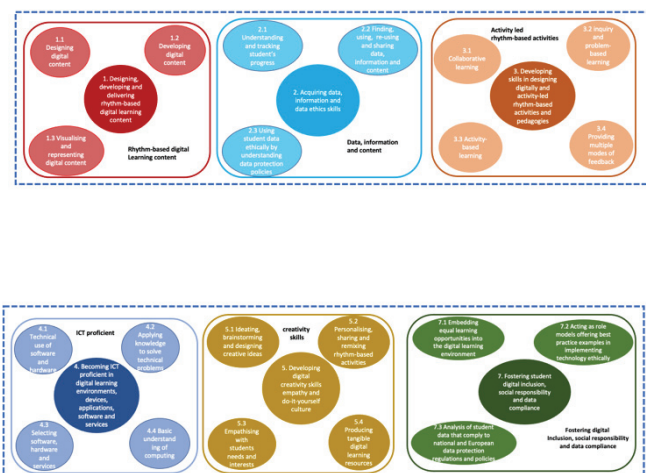 1.1
Designing
digital
content
1.2
Developing
digital
content
1. Designing,
developing and
delivering
rhythm-based
digital learning
content
1.3 Visualising
and
representing
digital content
Rhythm-based digital
Learning content
2.1
Understanding
and tracking
student's
progress
2.2 Finding,
using, re-using
and sharing
data,
information and
content
2. Acquiring data,
information and
data ethics skills
2.3 Using
student data
ethically by
understanding
data protection
policies
Data, information
and content
Activity led
rhythm-based activities
3.1
Collaborative
learning
3.2 Inquiry
and
problem-
based
learning
3. Developing
skills in designing
digitally and
activity-led
rhythm-based
activities and
pedagogies
3.3 Activity-
based
learning
3.4
Providing
multiple
modes of
feedback
4.1
Technical
use of
software
and
hardware
ICT proficient
4.2
Applying
knowledge
to solve
technical
problems
4. Becoming ICT
proficient in
digital learning
environments,
devices,
applications,
software and
services
4.3
Selecting
software,
hardware
and
services
4.4 Basic
understand
ing of
computing
5.1 Ideating,
brainstorming
and designing
creative ideas
creativity
skills
5.2
Personalising,
sharing and
remixing
rhythm-based
activities
5. Developing
digital
creativity skills
empathy and
do-it-yourself
culture
5.3
Empathising
with
students
needs and
interests
5.4
Producing
tangible
digital
learning
resources
7.1 Embedding
equal learning
opportunities into
the digital learning
environment
7.2 Acting as role
models offering best
practice examples in
implementing
technology ethically
7. Fostering student
digital inclusion,
social responsibility
and data
compliance
7.3 Analysis of student
data that comply to
national and European
data protection
regulations and policies
Fostering digital
Inclusion, social responsibility
and data compliance